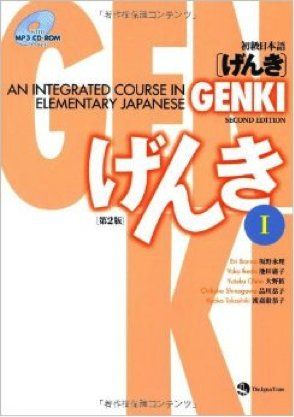 "著作権保護コンテンツ"
MP3 CD-ROM
初級日本語
[げんき]
GEN
AN INTEGRATED COURSE IN
ELEMENTARY JAPANESE
GENKI
SECOND EDITION
げんき
[第2版]
I
KI
Eri Banno 坂野永理
Yoko Ikeda 池田庸子
Yutaka Ohno 大野裕
Chikako Shinagawa 品川恭子
Kyoko Tokashiki 渡嘉敷恭子
The Japan Times
"著作権保護コンテンツ"